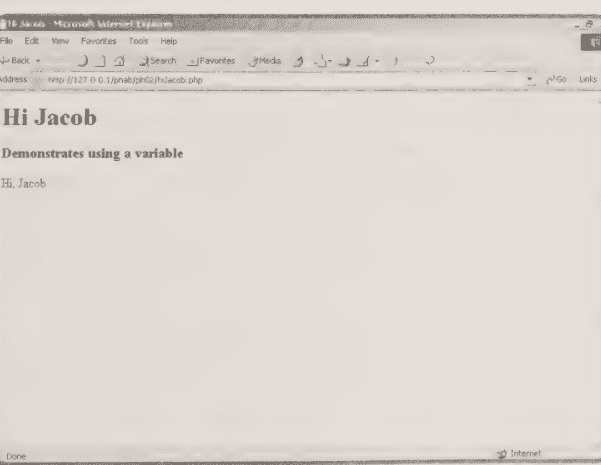 Hi Jacob - Microsoft Internet Explorer
File Edit View Favorites Tools Help
Back Search Favorites Media
Address http://127.0.0.1/phab/ph02/hiJacob.php Go Links
Hi Jacob
Demonstrates using a variable
Hi, Jacob
Done Internet